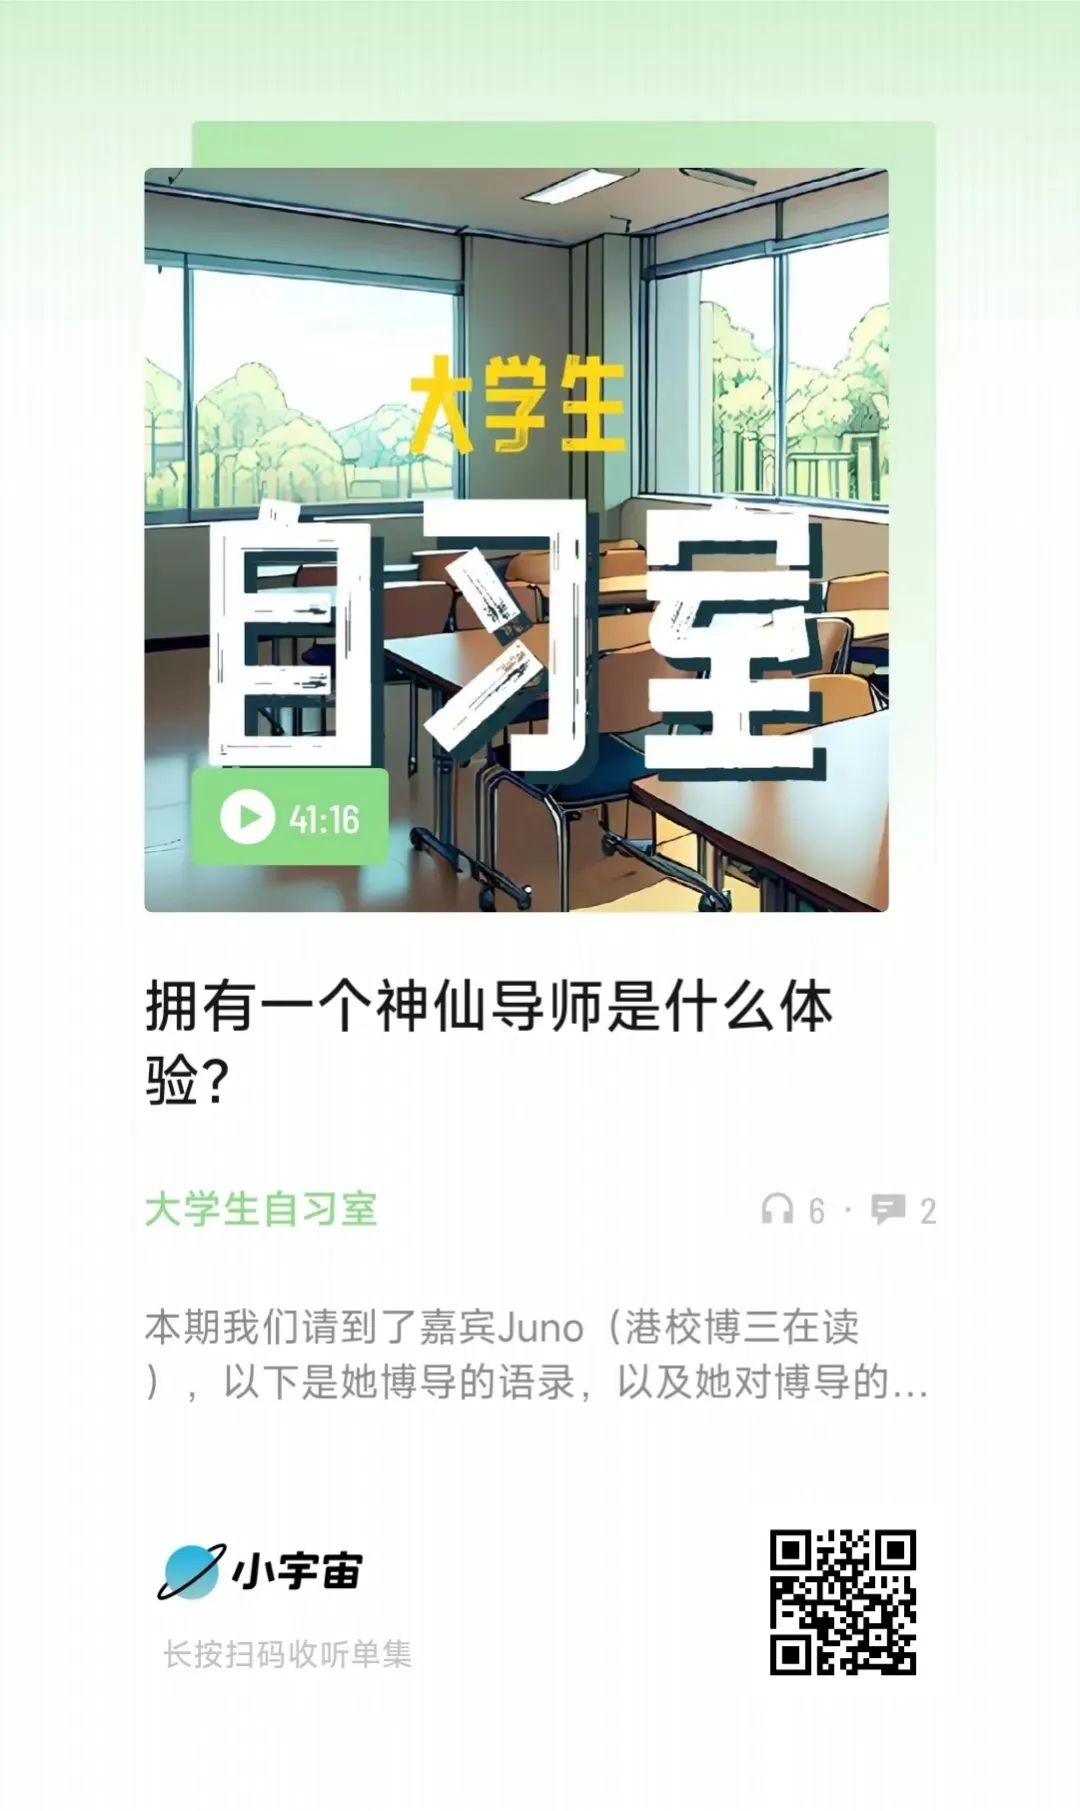 大学生
自习室
41:16
拥有一个神仙导师是什么体
验？
大学生自习室
6 · 2
本期我们请到了嘉宾Juno（港校博三在读
），以下是她博导的语录，以及她对博导的...
小宇宙
长按扫码收听单集